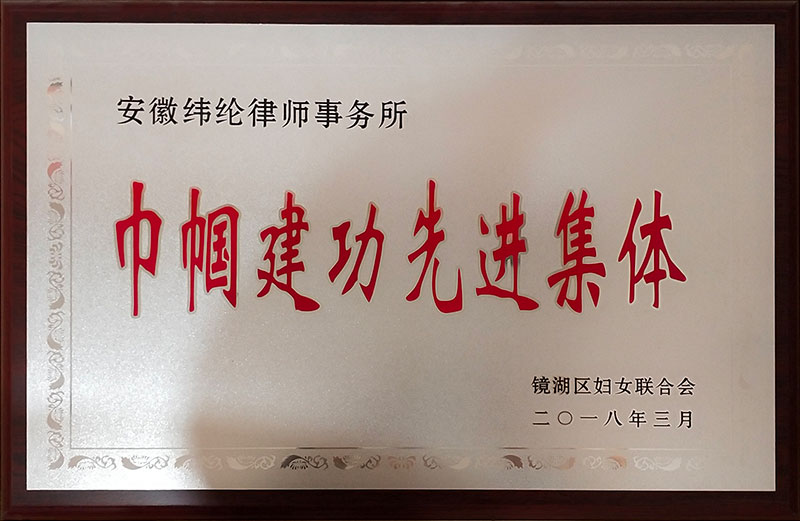 安徽纬纶律师事务所
巾帼建功先进集体
镜湖区妇女联合会
二〇一八年三月